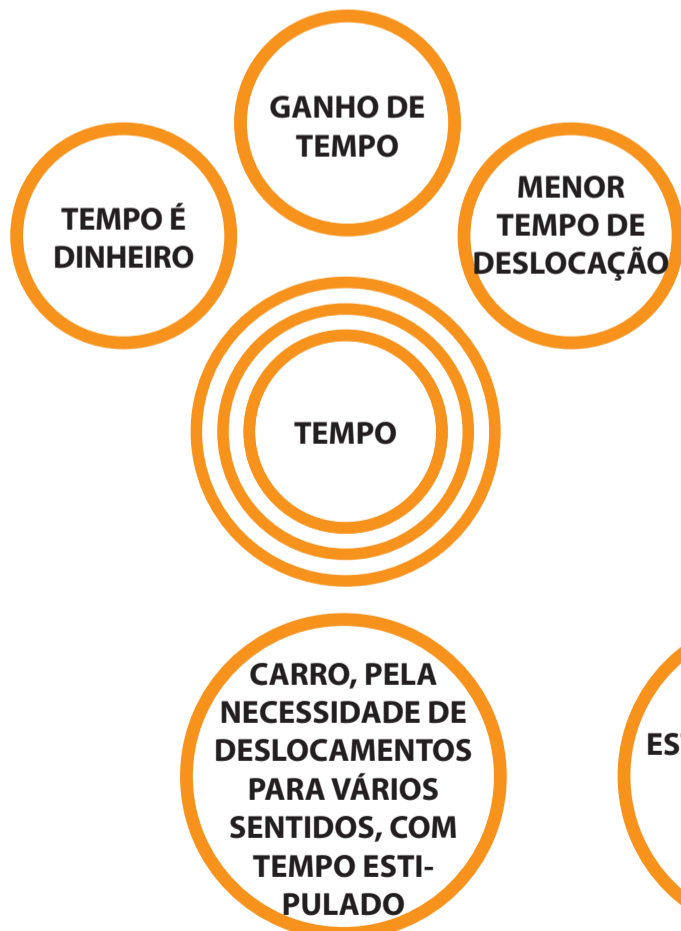 GANHO DE
TEMPO
TEMPO É
DINHEIRO
MENOR
TEMPO DE
DESLOCAÇÃO
TEMPO
CARRO, PELA
NECESSIDADE DE
DESLOCAMENTOS
PARA VÁRIOS
SENTIDOS, COM
TEMPO ESTI-
PULADO